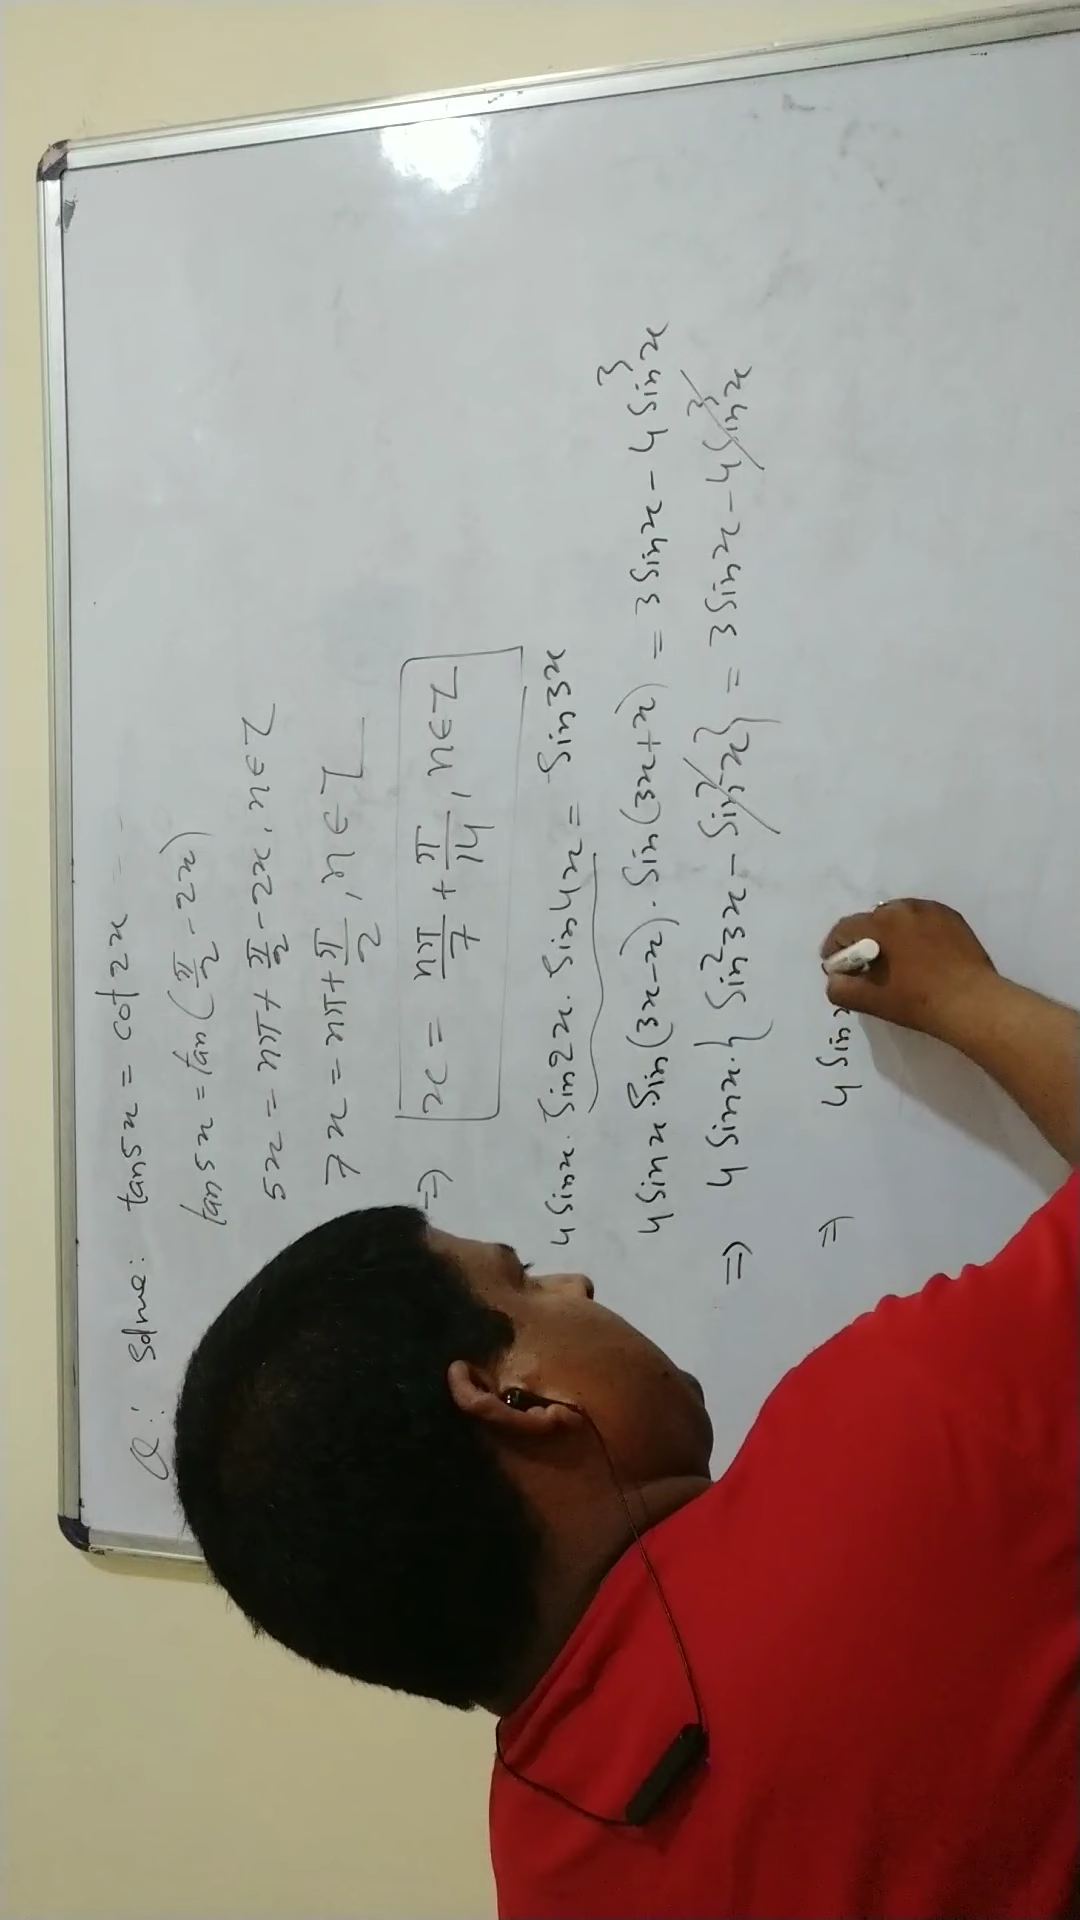 Q: Solve: tan5x = cot2x
tan5x = tan(π/2 - 2x)
5x = nπ + π/2 - 2x, n∈Z
7x = nπ + π/2, n∈Z
⇒ x = nπ/7 + π/14, n∈Z
4 Sinx. Sin2x. Sin4x = Sin3x
4 Sinx. Sin(3x-x). Sin(3x+x) = 3 Sinx - 4 Sin³x
⇒ 4 Sinx. { Sin²3x - Sin²x } = 3 Sinx - 4 Sin³x
⇒ 4 Sinx